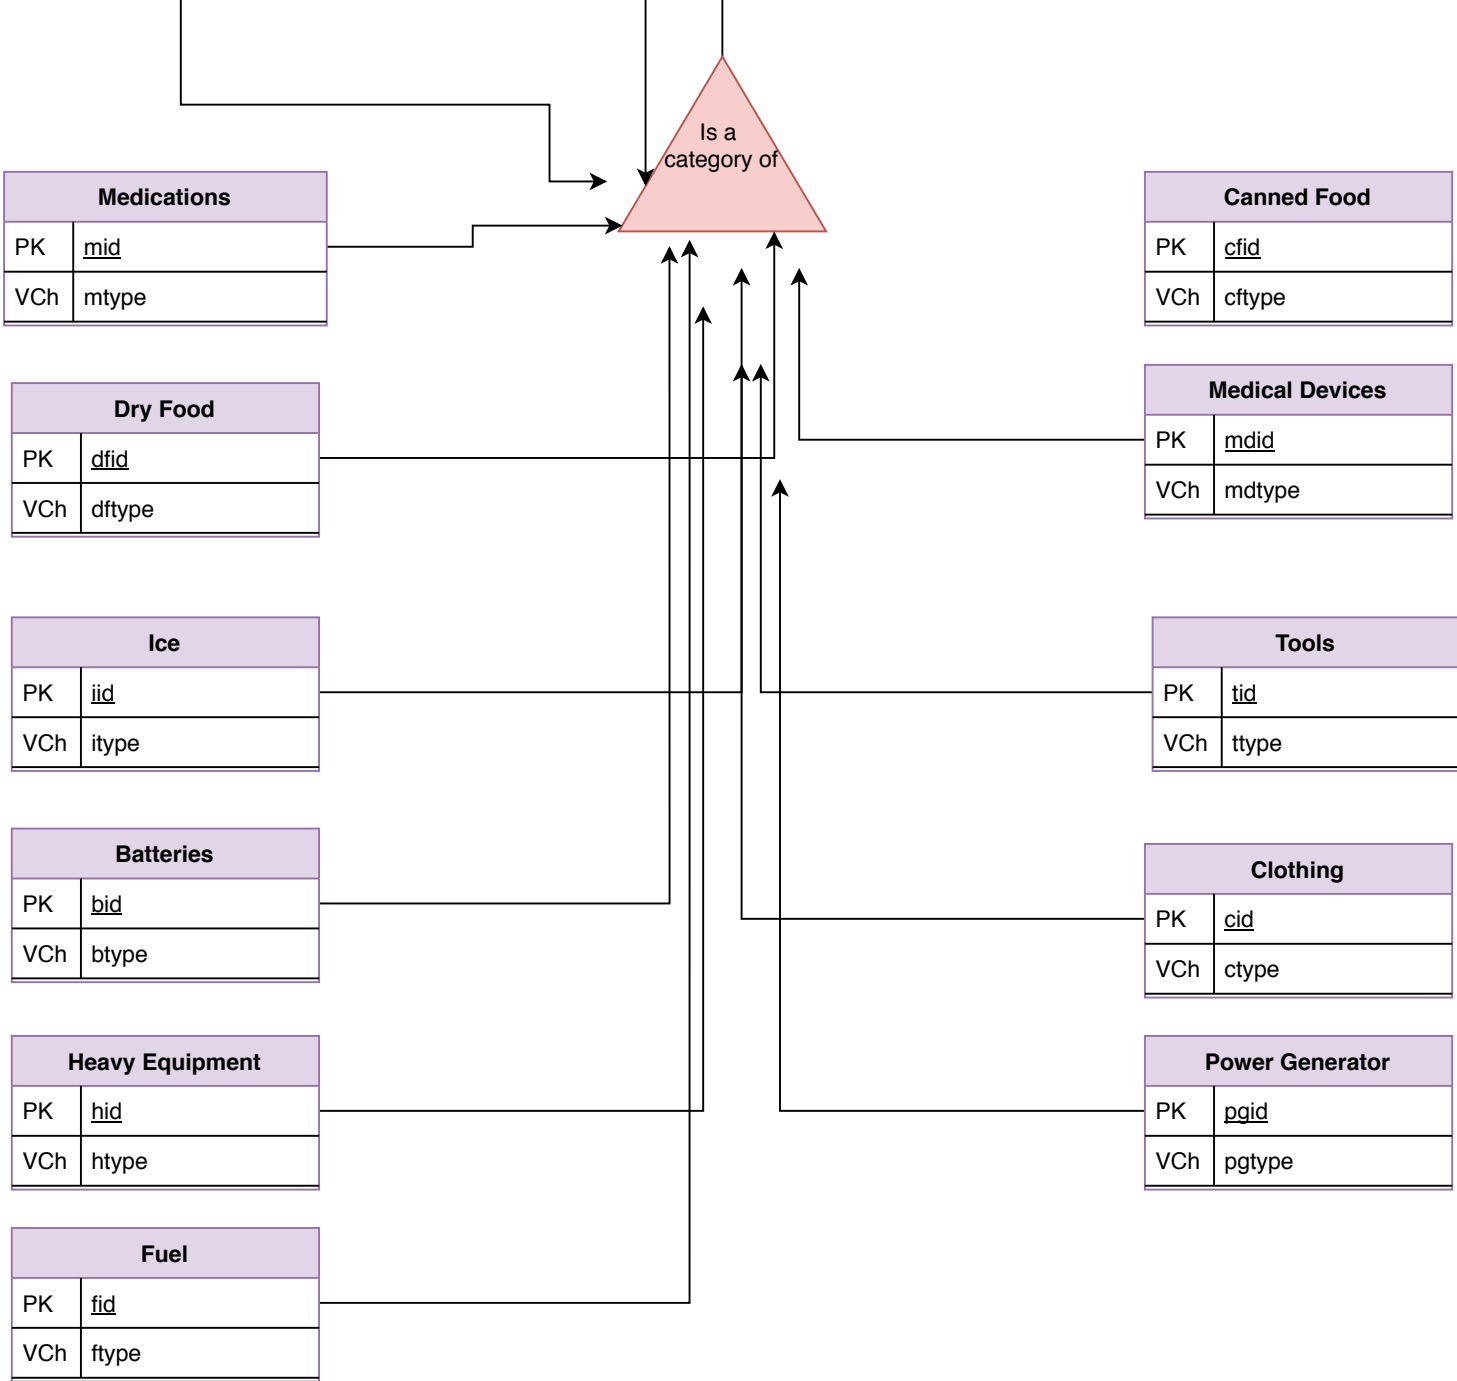 Is a
category of
Medications
PK mid
VCh mtype
Canned Food
PK cfid
VCh cftype
Dry Food
PK dfid
VCh dftype
Medical Devices
PK mdid
VCh mdtype
Ice
PK iid
VCh itype
Tools
PK tid
VCh ttype
Batteries
PK bid
VCh btype
Clothing
PK cid
VCh ctype
Heavy Equipment
PK hid
VCh htype
Power Generator
PK pgid
VCh pgtype
Fuel
PK fid
VCh ftype